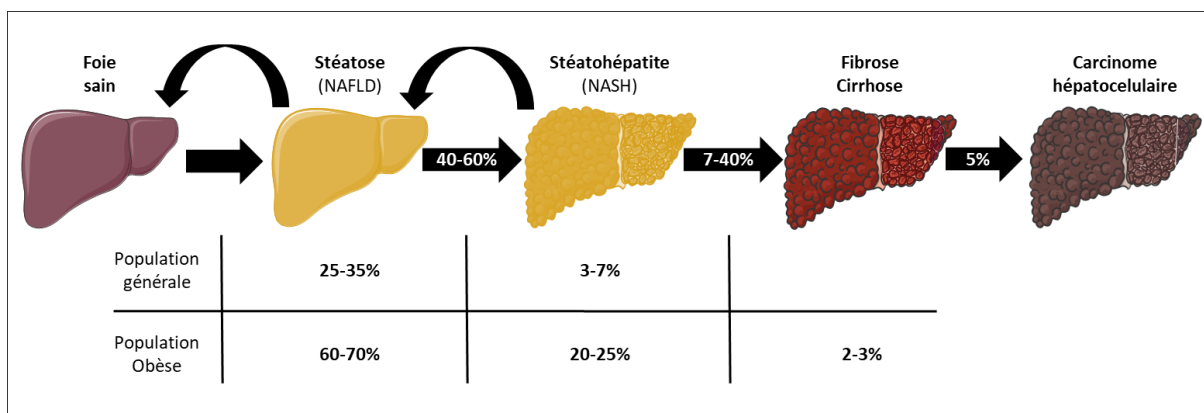 Foie
sain
Stéatose
(NAFLD)
Stéatohépatite
(NASH)
Fibrose
Cirrhose
Carcinome
hépatocelulaire
40-60%
7-40%
5%
Population
générale
25-35%
3-7%
Population
Obèse
60-70%
20-25%
2-3%